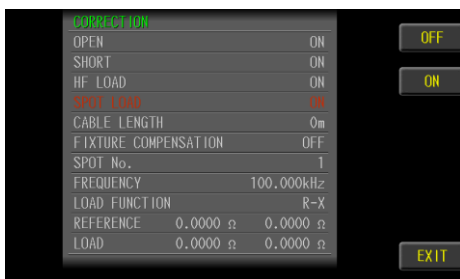 CORRECTION
OPEN ON
SHORT ON
HF LOAD ON
SPOT LOAD ON
CABLE LENGTH 0m
FIXTURE COMPENSATION OFF
SPOT No. 1
FREQUENCY 100.000kHz
LOAD FUNCTION R-X
REFERENCE 0.0000 Ω 0.0000 Ω
LOAD 0.0000 Ω 0.0000 Ω
OFF
ON
EXIT